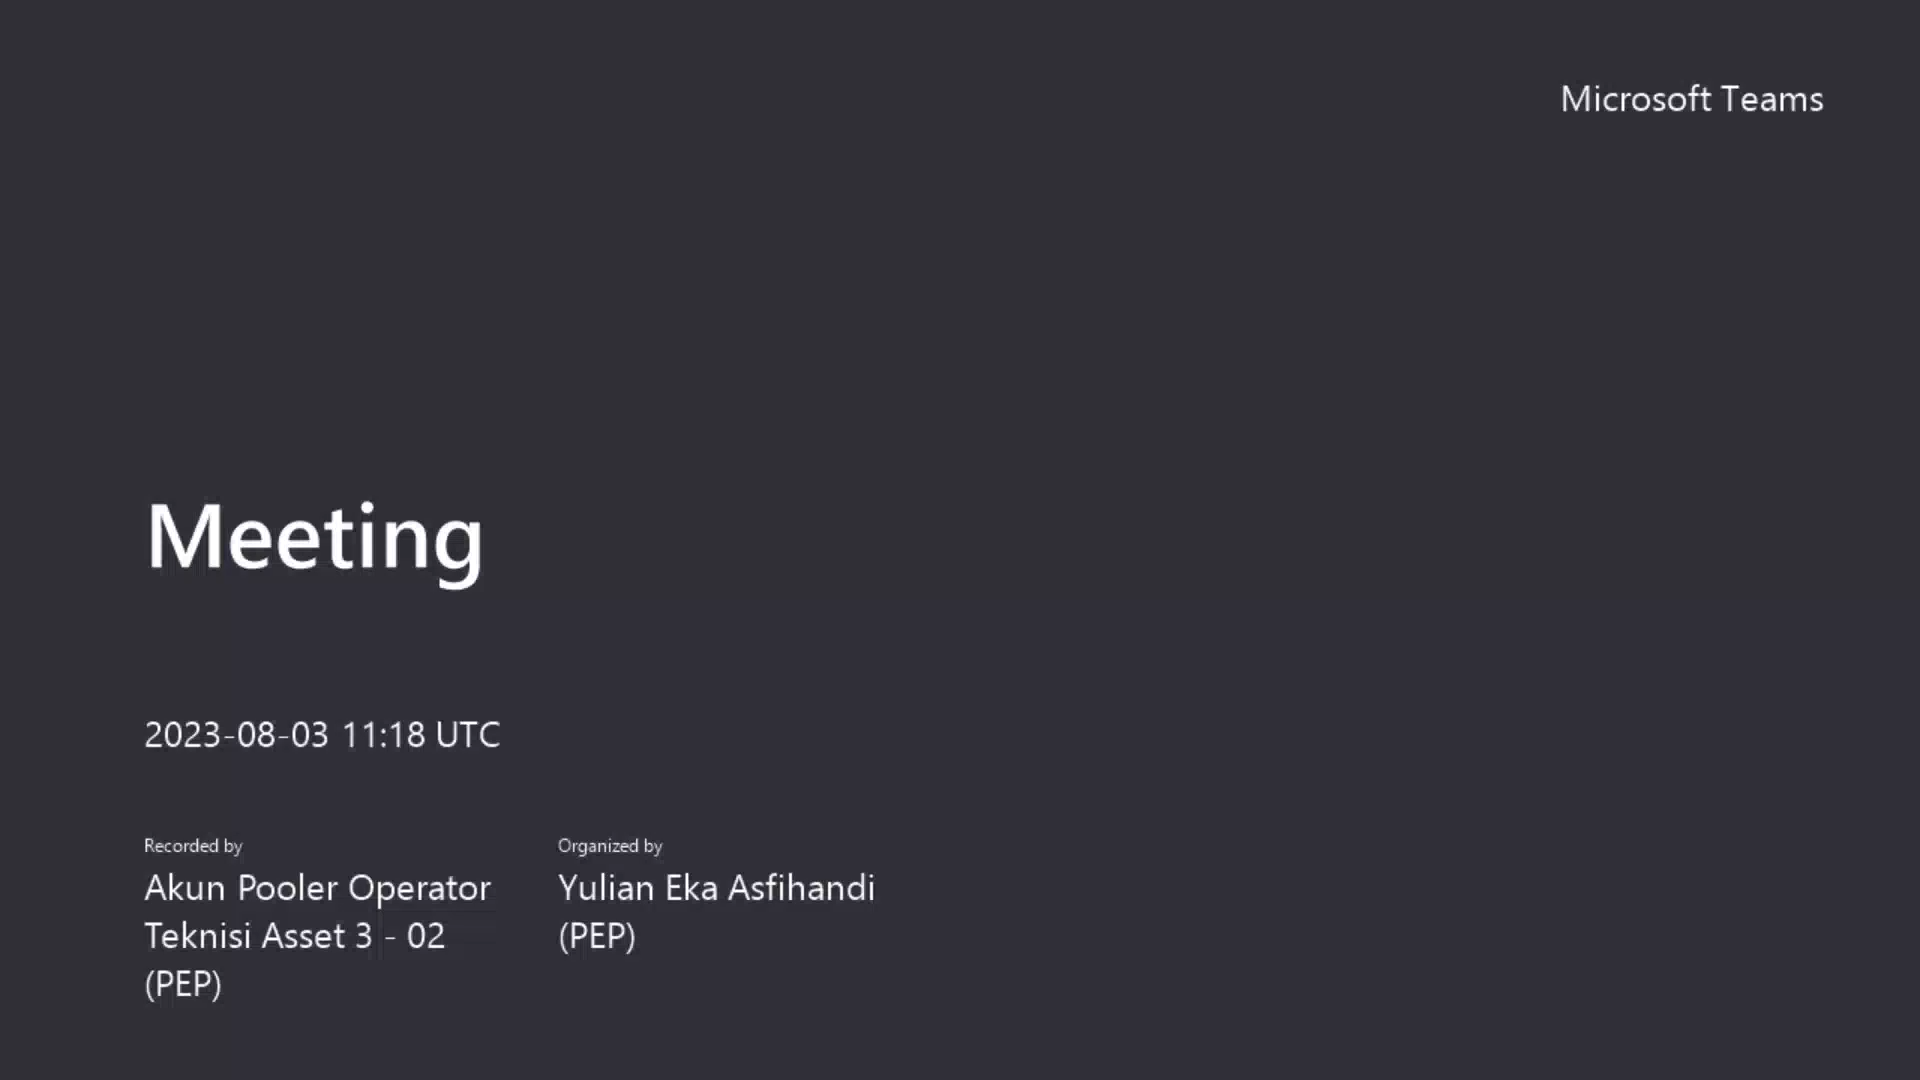 Microsoft Teams
Meeting
2023-08-03 11:18 UTC
Recorded by
Akun Pooler Operator
Teknisi Asset 3 - 02
(PEP)
Organized by
Yulian Eka Asfihandi
(PEP)